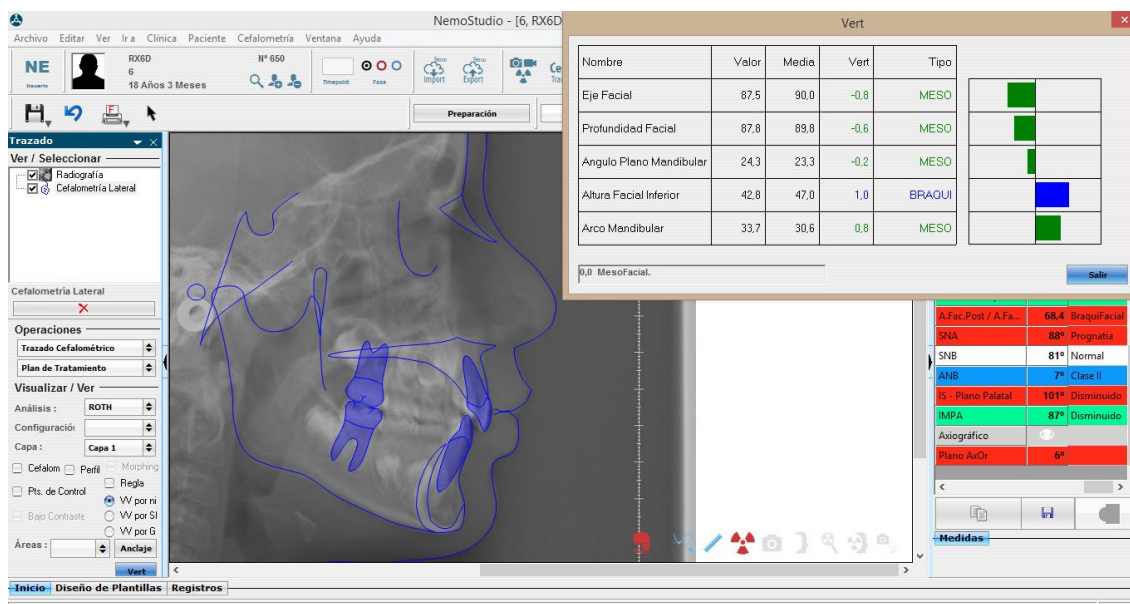 NemoStudio - [6, RX6D
Archivo Editar Ver Ir a Clínica Paciente Cefalometría Ventana Ayuda
NE
Usuario
RX6D
6
18 Años 3 Meses
Nº 650
Timepoint
Fase
Nemo
Import
Nemo
Export
Preparación
Trazado
Ver / Seleccionar
Radiografía
Cefalometría Lateral
Cefalometría Lateral
Operaciones
Trazado Cefalométrico
Plan de Tratamiento
Visualizar / Ver
Análisis : ROTH
Configuració
Capa : Capa 1
Cefalom Perfil Morphing
Regla
Pts. de Control
VV por ni
Bajo Contraste VV por SI
VV por G
Áreas : Anclaje
Vert
Inicio Diseño de Plantillas Registros
Vert
Nombre Valor Media Vert Tipo
Eje Facial 87,5 90,0 -0,8 MESO
Profundidad Facial 87,8 89,8 -0,6 MESO
Angulo Plano Mandibular 24,3 23,3 -0,2 MESO
Altura Facial Inferior 42,8 47,0 1,0 BRAQUI
Arco Mandibular 33,7 30,6 0,8 MESO
0,0 MesoFacial.
Salir
A.Fac.Post / A.Fa... 68,4 BraquiFacial
SNA 88º Prognatia
SNB 81º Normal
ANB 7º Clase II
IS - Plano Palatal 101º Disminuido
IMPA 87º Disminuido
Axiográfico
Plano AxOr 6º
Medidas